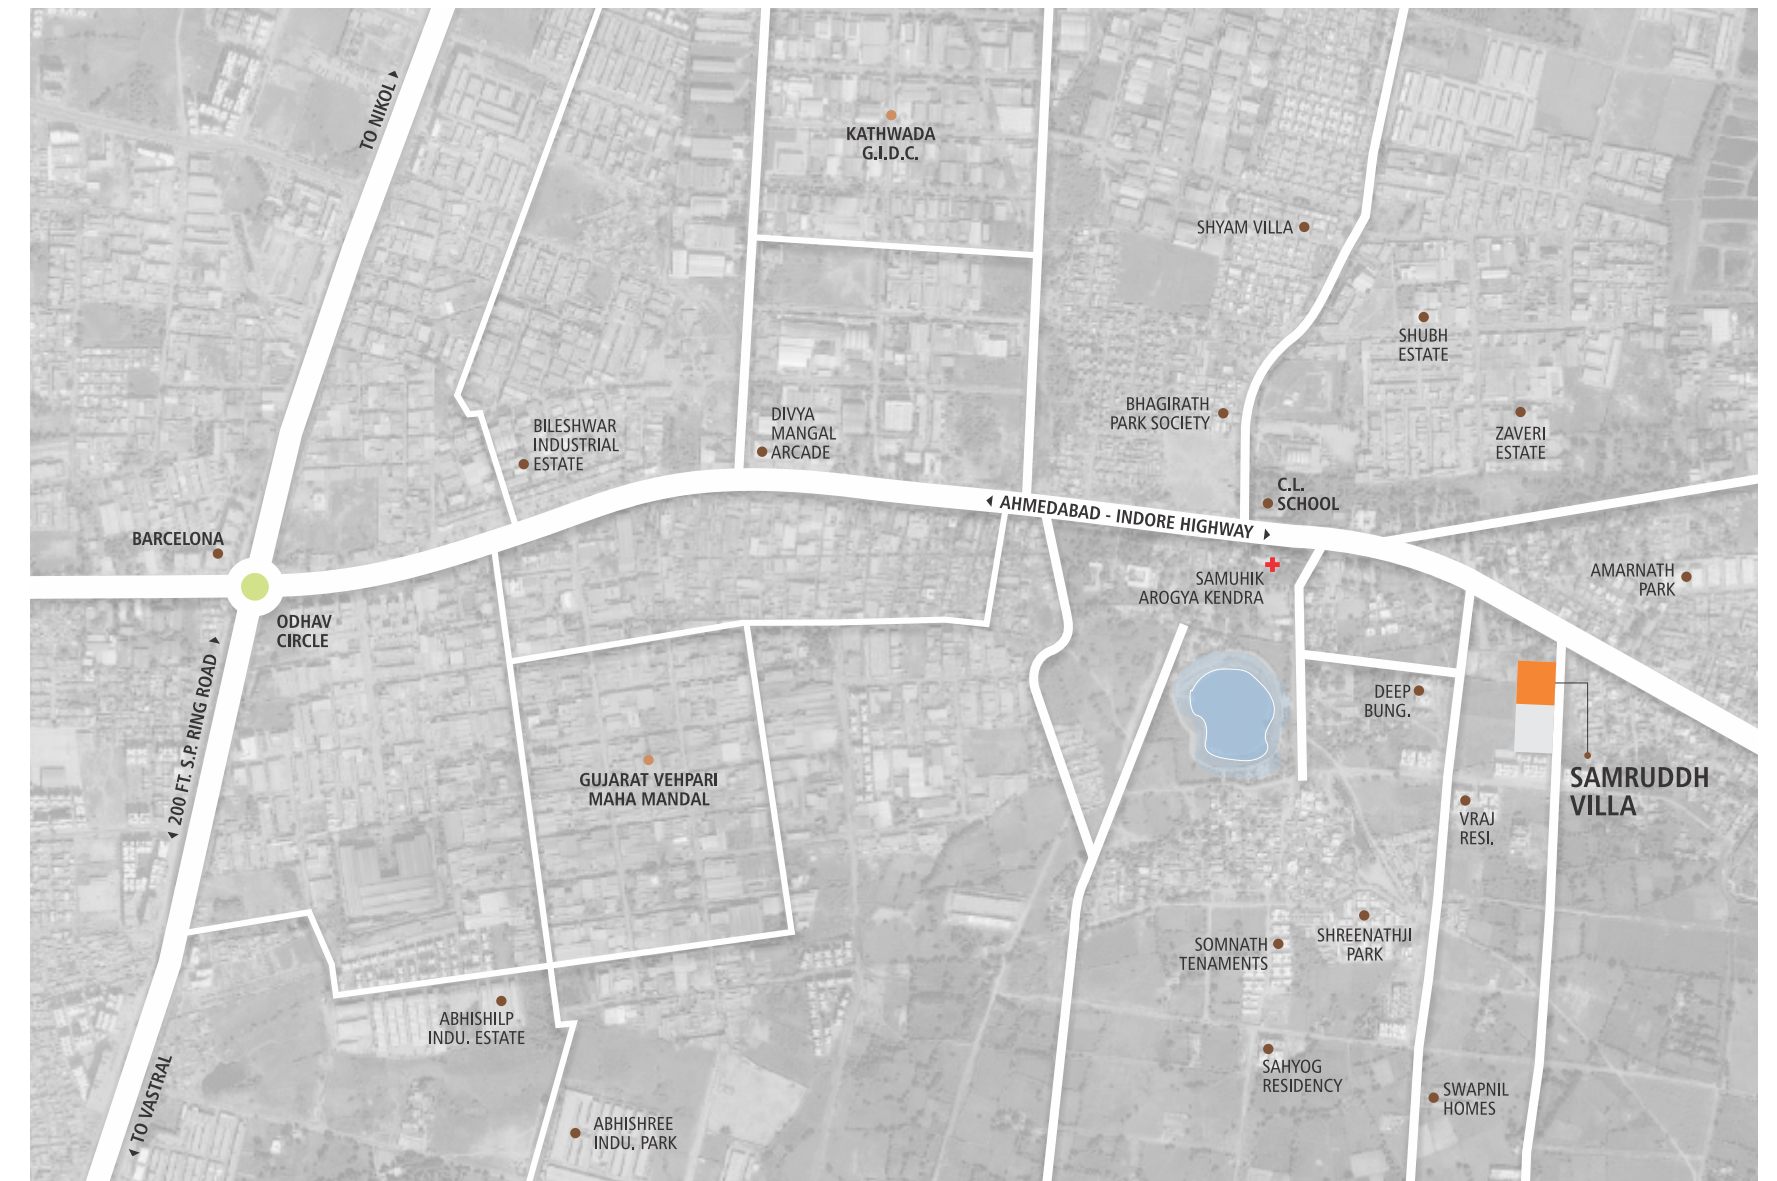 TO NIKOL
KATHWADA
G.I.D.C.
SHYAM VILLA
SHUBH
ESTATE
BHAGIRATH
PARK SOCIETY
DIVYA
MANGAL
ARCADE
BILESHWAR
INDUSTRIAL
ESTATE
ZAVERI
ESTATE
C.L.
SCHOOL
AHMEDABAD - INDORE HIGHWAY
BARCELONA
SAMUHIK
AROGYA KENDRA
AMARNATH
PARK
ODHAV
CIRCLE
200 FT. S.P. RING ROAD
DEEP
BUNG.
GUJARAT VEHPARI
MAHA MANDAL
SAMRUDDH
VILLA
VRAJ
RESI.
SHREENATHJI
PARK
SOMNATH
TENAMENTS
ABHISHILP
INDU. ESTATE
SAHYOG
RESIDENCY
TO VASTRAL
SWAPNIL
HOMES
ABHISHREE
INDU. PARK